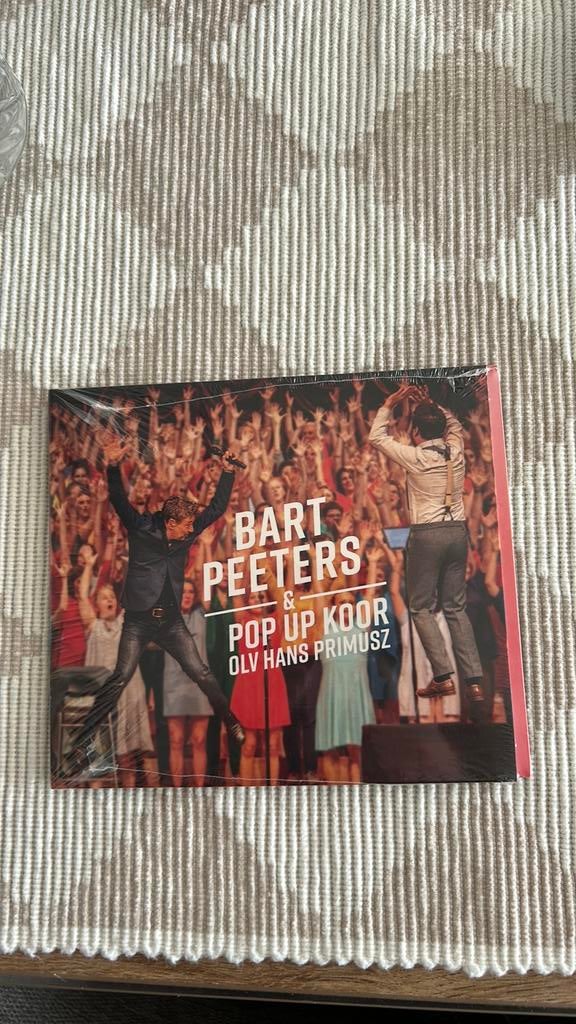 BART
PEETERS
&
POP UP KOOR
OLV HANS PRIMUSZ